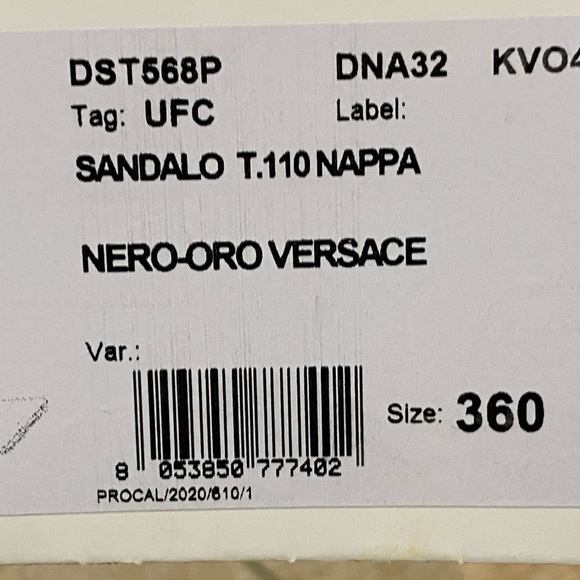 DST568P DNA32 KVO4
Tag: UFC Label:
SANDALO T.110 NAPPA
NERO-ORO VERSACE
Var.:
Size: 360
8 053850 777402
PROCAL/2020/610/1